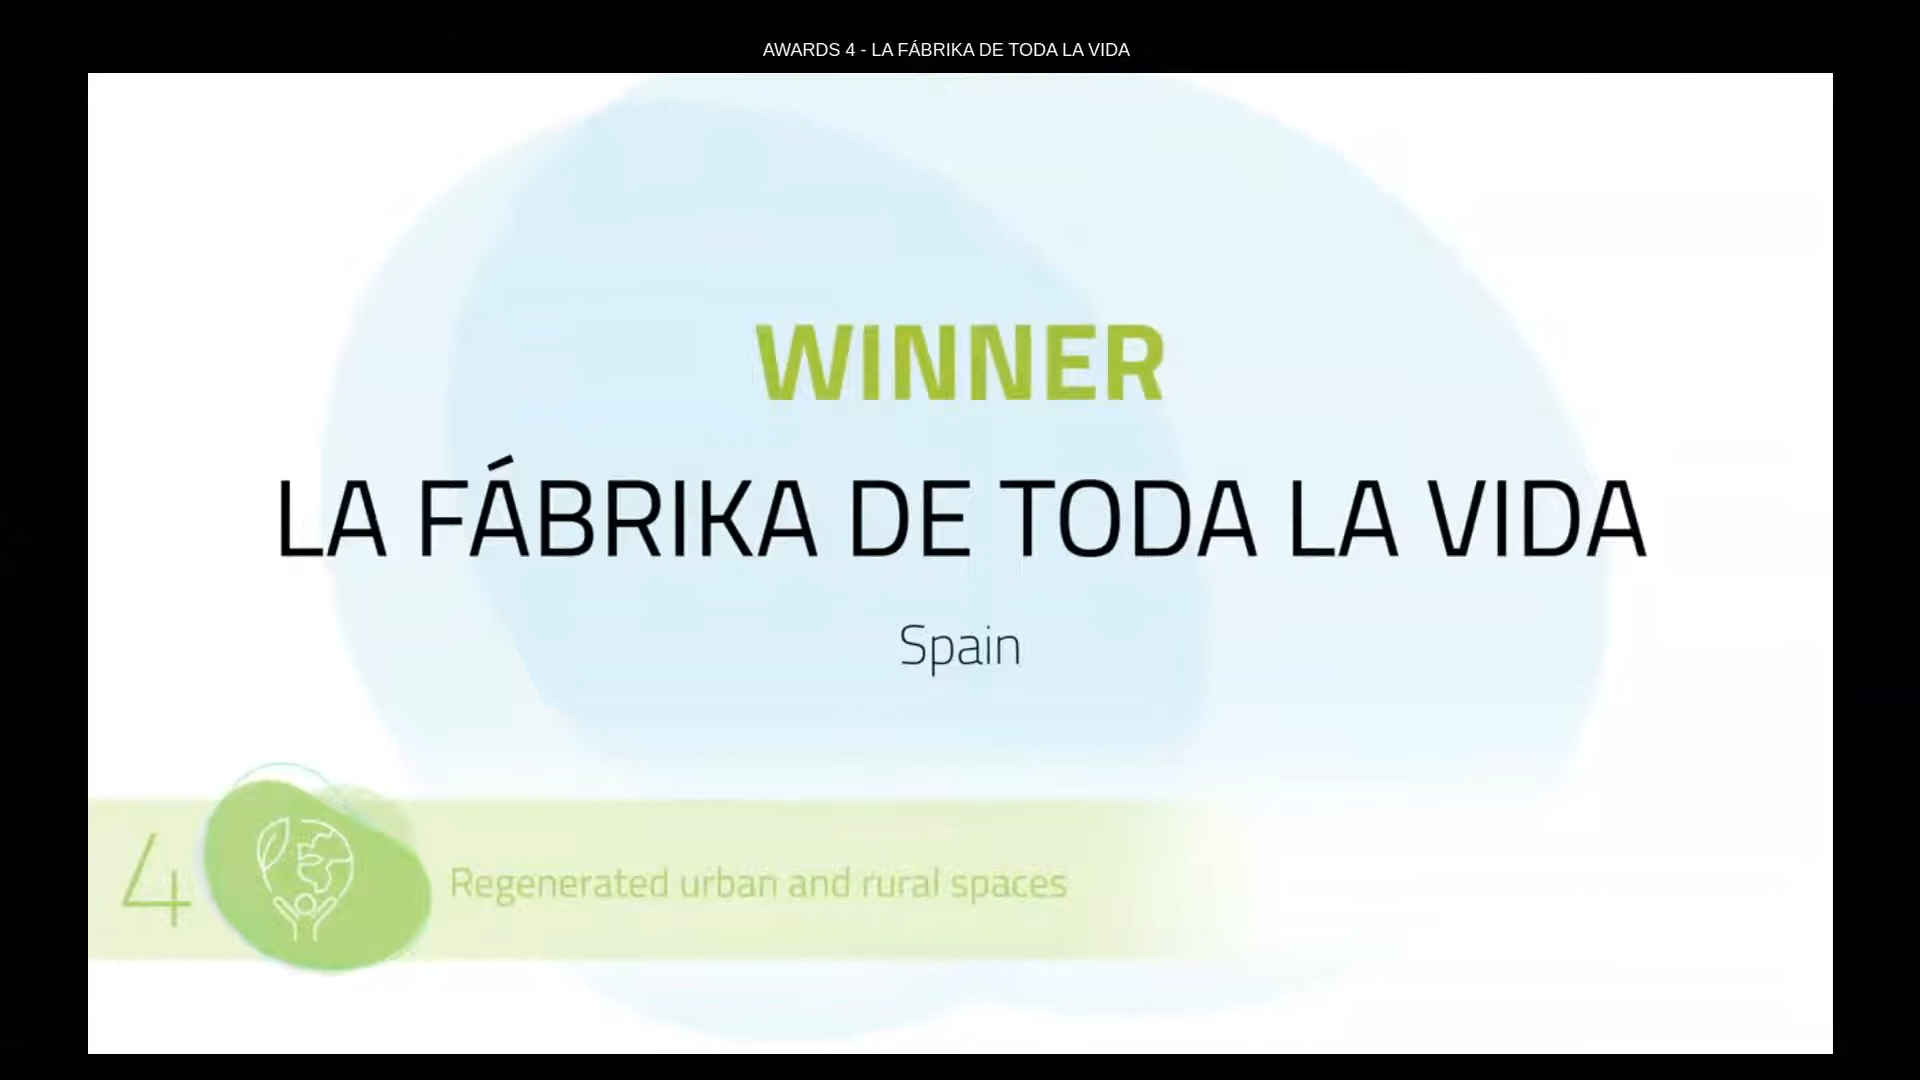 AWARDS 4 - LA FÁBRIKA DE TODA LA VIDA
WINNER
LA FÁBRIKA DE TODA LA VIDA
Spain
4
Regenerated urban and rural spaces